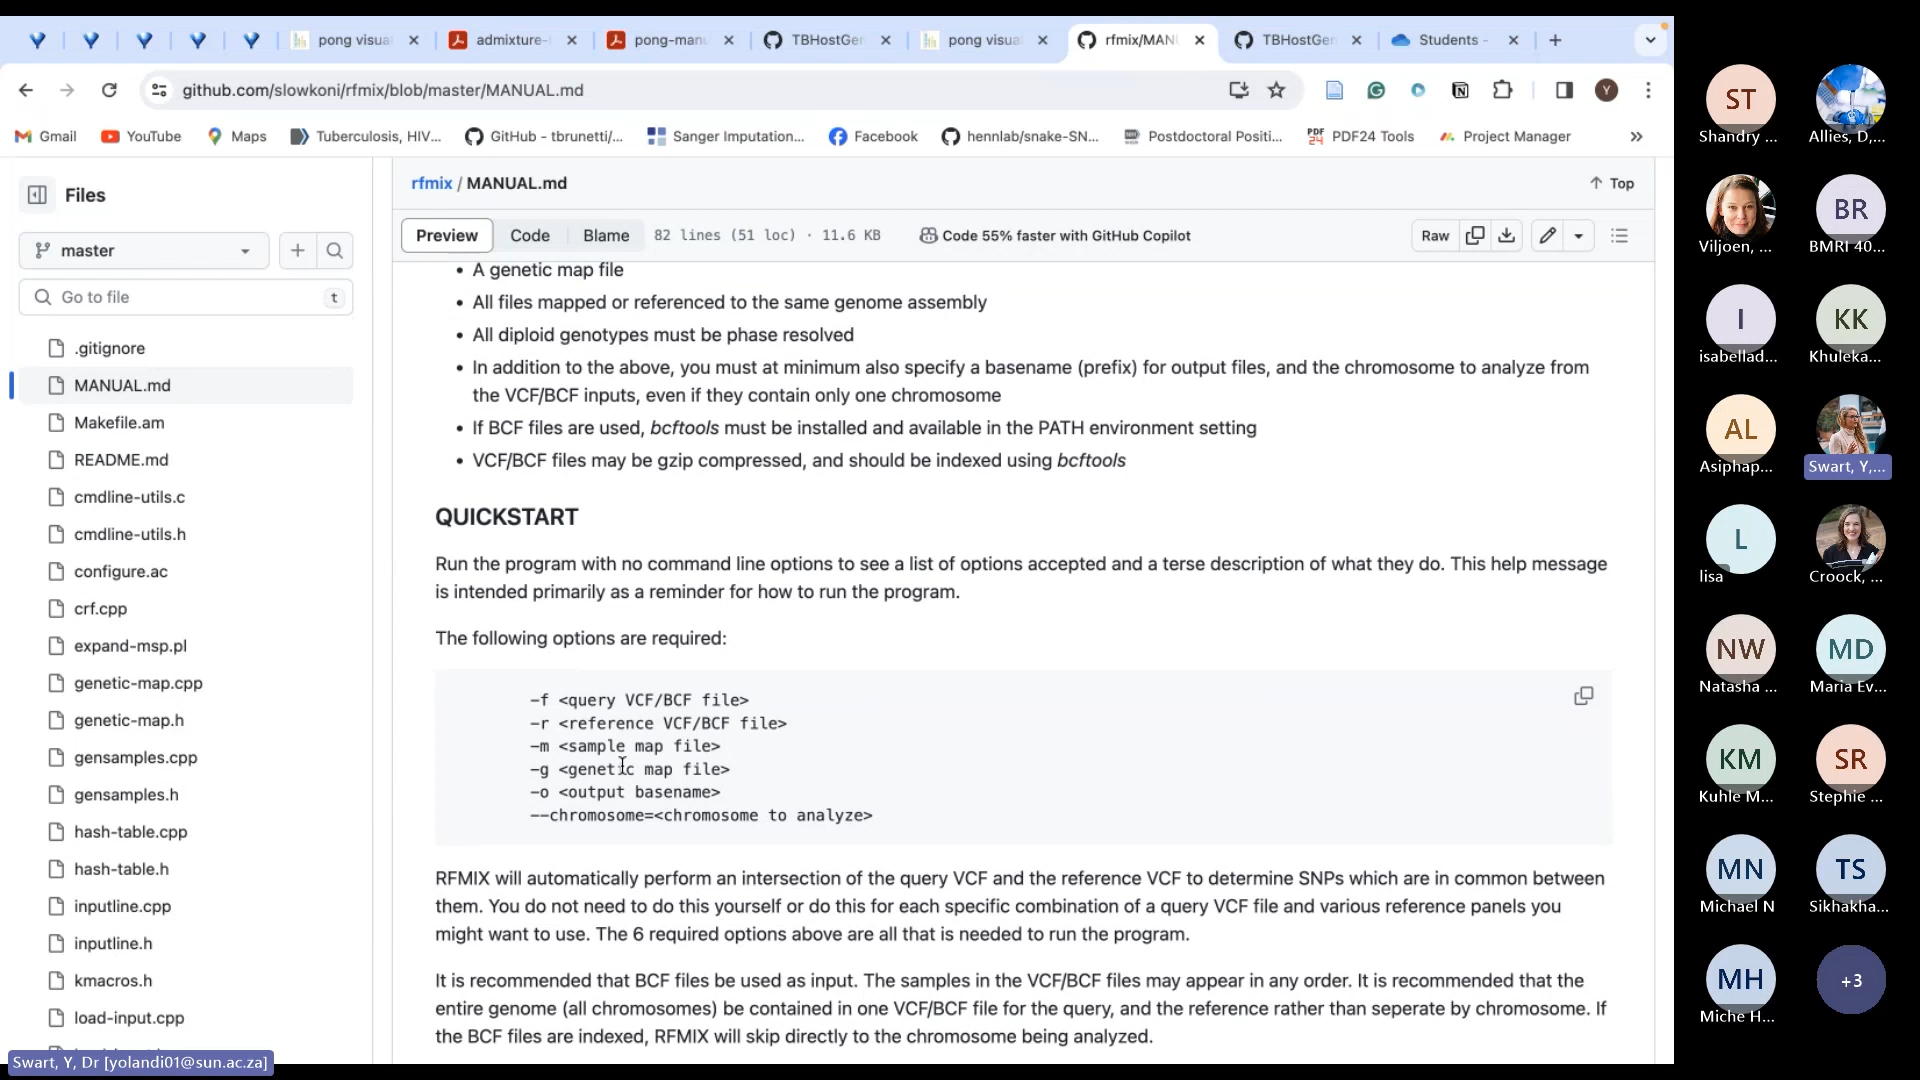 pong visua
admixture-
pong-man
TBHostGen
pong visua
rfmix/MAN
TBHostGen
Students -
github.com/slowkoni/rfmix/blob/master/MANUAL.md
Y
Gmail
YouTube
Maps
Tuberculosis, HIV...
GitHub - tbrunetti/...
Sanger Imputation...
Facebook
hennlab/snake-SN...
Postdoctoral Positi...
PDF24 Tools
Project Manager
Files
master
Go to file
t
.gitignore
MANUAL.md
Makefile.am
README.md
cmdline-utils.c
cmdline-utils.h
configure.ac
crf.cpp
expand-msp.pl
genetic-map.cpp
genetic-map.h
gensamples.cpp
gensamples.h
hash-table.cpp
hash-table.h
inputline.cpp
inputline.h
kmacros.h
load-input.cpp
rfmix / MANUAL.md
Top
Preview
Code
Blame
82 lines (51 loc) · 11.6 KB
Code 55% faster with GitHub Copilot
Raw
• A genetic map file
• All files mapped or referenced to the same genome assembly
• All diploid genotypes must be phase resolved
• In addition to the above, you must at minimum also specify a basename (prefix) for output files, and the chromosome to analyze from
the VCF/BCF inputs, even if they contain only one chromosome
• If BCF files are used, bcftools must be installed and available in the PATH environment setting
• VCF/BCF files may be gzip compressed, and should be indexed using bcftools
QUICKSTART
Run the program with no command line options to see a list of options accepted and a terse description of what they do. This help message
is intended primarily as a reminder for how to run the program.
The following options are required:
-f <query VCF/BCF file>
-r <reference VCF/BCF file>
-m <sample map file>
-g <genetic map file>
-o <output basename>
--chromosome=<chromosome to analyze>
RFMIX will automatically perform an intersection of the query VCF and the reference VCF to determine SNPs which are in common between
them. You do not need to do this yourself or do this for each specific combination of a query VCF file and various reference panels you
might want to use. The 6 required options above are all that is needed to run the program.
It is recommended that BCF files be used as input. The samples in the VCF/BCF files may appear in any order. It is recommended that the
entire genome (all chromosomes) be contained in one VCF/BCF file for the query, and the reference rather than seperate by chromosome. If
the BCF files are indexed, RFMIX will skip directly to the chromosome being analyzed.
Swart, Y, Dr [yolandi01@sun.ac.za]
ST
Shandry ...
Allies, D,...
Viljoen, ...
BR
BMRI 40...
I
isabellad...
KK
Khuleka...
AL
Asiphap...
Swart, Y,...
L
lisa
Croock, ...
NW
Natasha ...
MD
Maria Ev...
KM
Kuhle M...
SR
Stephie ...
MN
Michael N
TS
Sikhakha...
MH
Miche H...
+3